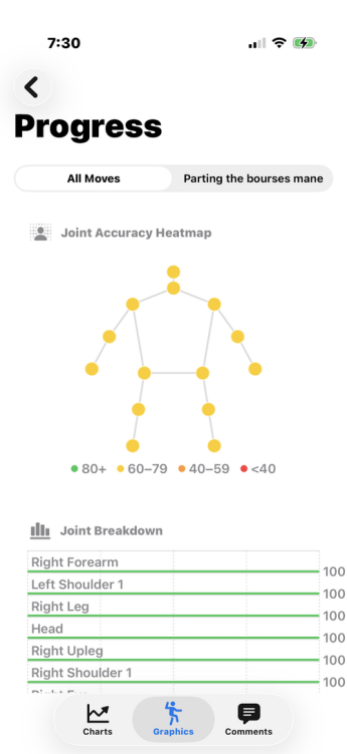 7:30
Progress
All Moves
Parting the bourses mane
Joint Accuracy Heatmap
80+
60–79
40–59
<40
Joint Breakdown
Right Forearm
100
Left Shoulder 1
100
Right Leg
100
Head
100
Right Upleg
100
Right Shoulder 1
100
Charts
Graphics
Comments